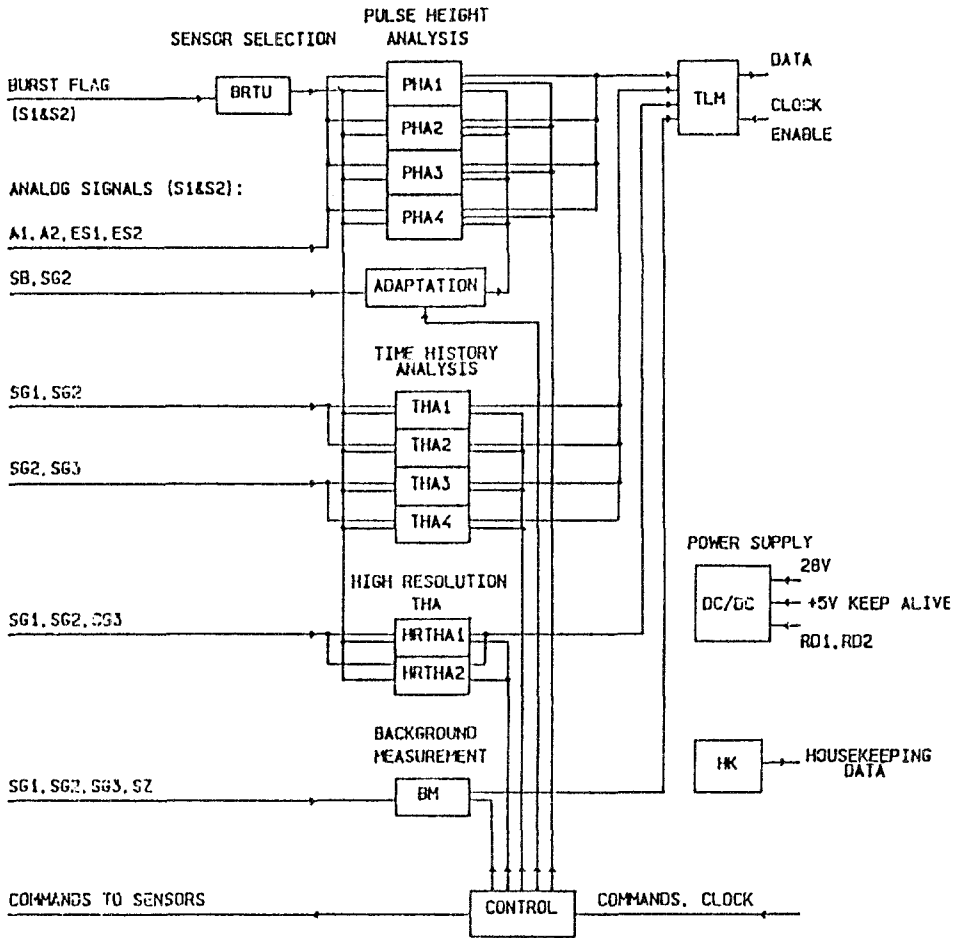 PULSE HEIGHT
ANALYSIS
SENSOR SELECTION
BURST FLAG
(S1&S2)
BRTU
PHA1
PHA2
PHA3
PHA4
TLM
DATA
CLOCK
ENABLE
ANALOG SIGNALS (S1&S2):
A1, A2, ES1, ES2
SB, SG2
ADAPTATION
TIME HISTORY
ANALYSIS
SG1, SG2
THA1
THA2
SG2, SG3
THA3
THA4
POWER SUPPLY
28V
DC/DC
+5V KEEP ALIVE
RD1, RD2
HIGH RESOLUTION
THA
SG1, SG2, SG3
HRTHA1
HRTHA2
BACKGROUND
MEASUREMENT
HK
HOUSEKEEPING
DATA
SG1, SG2, SG3, SZ
BM
COMMANDS TO SENSORS
CONTROL
COMMANDS, CLOCK